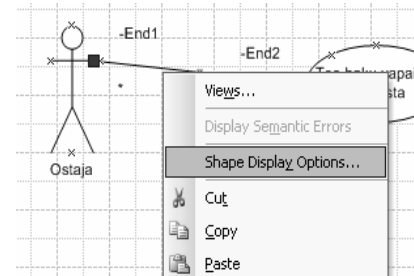 -End1
-End2
*
Views...
Display Semantic Errors
Shape Display Options...
Cut
Copy
Paste
Ostaja